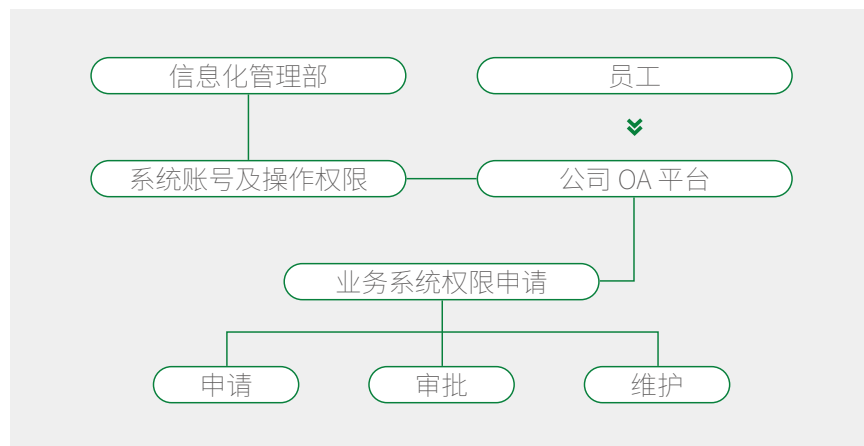 信息化管理部
员工
系统账号及操作权限
公司 OA 平台
业务系统权限申请
申请
审批
维护